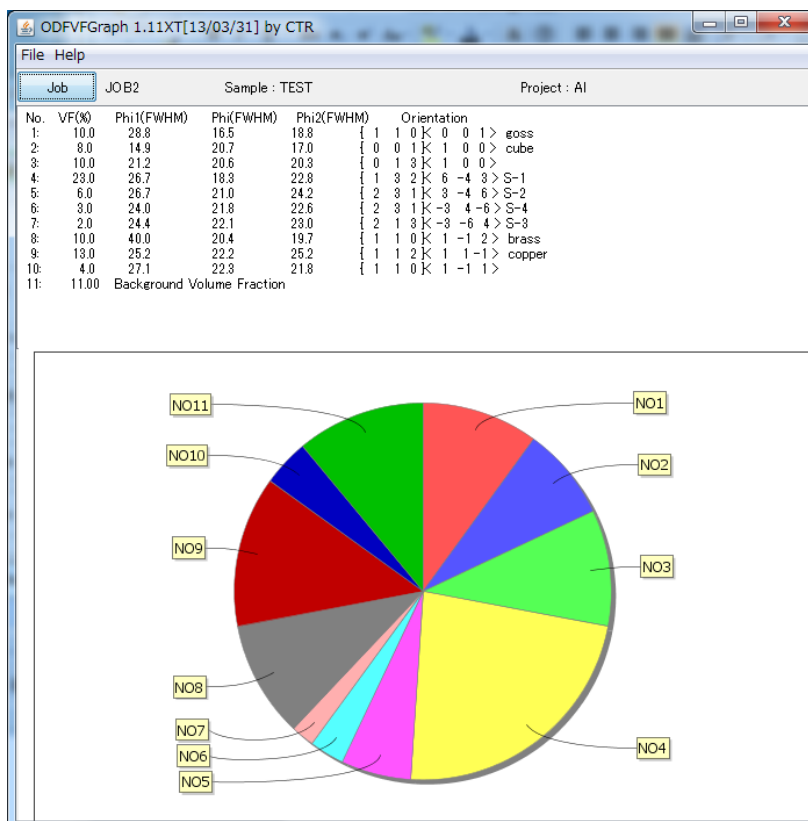 ODFVFGraph 1.11XT[13/03/31] by CTR
File Help
Job JOB2 Sample : TEST Project : Al
No. VF(%) Phi1(FWHM) Phi(FWHM) Phi2(FWHM) Orientation
1: 10.0 28.8 16.5 18.8 { 1 1 0}< 0 0 1> goss
2: 8.0 14.9 20.7 17.0 { 0 0 1}< 1 0 0> cube
3: 10.0 21.2 20.6 20.3 { 0 1 3}< 1 0 0>
4: 23.0 26.7 18.3 22.8 { 1 3 2}< 6 -4 3>S-1
5: 6.0 26.7 21.0 24.2 { 2 3 1}< 3 -4 6>S-2
6: 3.0 24.0 21.8 22.6 { 2 3 1}<-3 4 -6>S-4
7: 2.0 24.4 22.1 23.0 { 2 1 3}<-3 -6 4>S-3
8: 10.0 40.0 20.4 19.7 { 1 1 0}< 1 -1 2> brass
9: 13.0 25.2 22.2 25.2 { 1 1 2}< 1 1 -1> copper
10: 4.0 27.1 22.3 21.8 { 1 1 0}< 1 -1 1>
11: 11.00 Background Volume Fraction
NO11
NO1
NO10
NO2
NO9
NO3
NO8
NO7
NO6
NO4
NO5